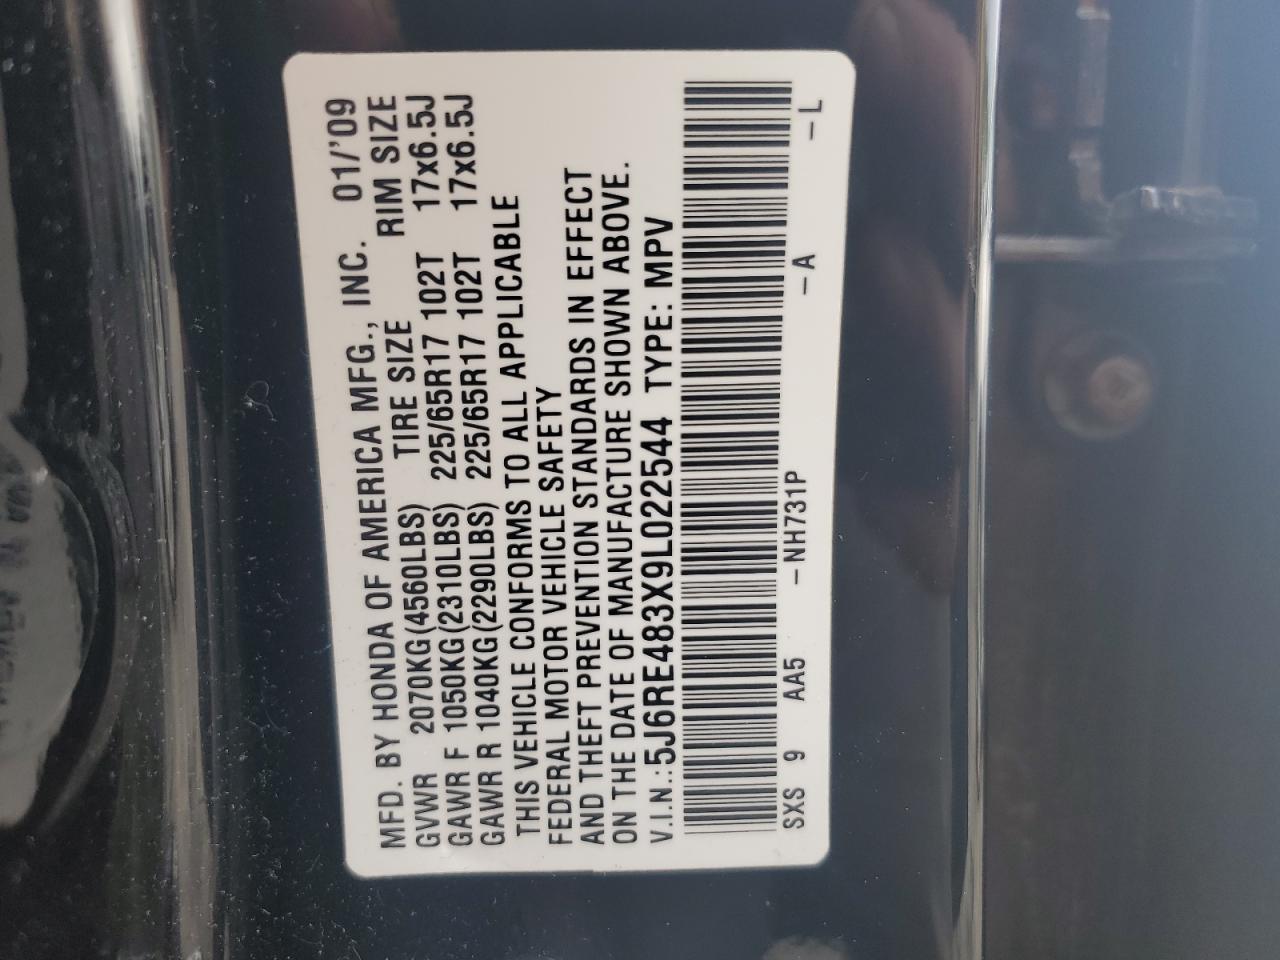 MFD. BY HONDA OF AMERICA MFG., INC. 01/'09
TIRE SIZE RIM SIZE
GVWR 2070KG(4560LBS)
GAWR F 1050KG(2310LBS) 225/65R17 102T 17x6.5J
GAWR R 1040KG(2290LBS) 225/65R17 102T 17x6.5J
THIS VEHICLE CONFORMS TO ALL APPLICABLE
FEDERAL MOTOR VEHICLE SAFETY
AND THEFT PREVENTION STANDARDS IN EFFECT
ON THE DATE OF MANUFACTURE SHOWN ABOVE.
V.I.N.:5J6RE483X9L022544 TYPE: MPV
SXS 9 AA5 -NH731P -A -L